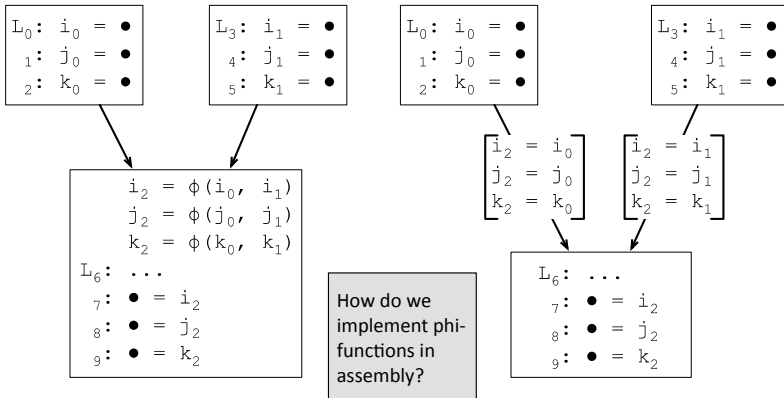 L₀: i₀ = ●
₁: j₀ = ●
₂: k₀ = ●
L₃: i₁ = ●
₄: j₁ = ●
₅: k₁ = ●
i₂ = ϕ(i₀, i₁)
j₂ = ϕ(j₀, j₁)
k₂ = ϕ(k₀, k₁)
L₆: ...
₇: ● = i₂
₈: ● = j₂
₉: ● = k₂
How do we
implement phi-
functions in
assembly?
L₀: i₀ = ●
₁: j₀ = ●
₂: k₀ = ●
L₃: i₁ = ●
₄: j₁ = ●
₅: k₁ = ●
i₂ = i₀
j₂ = j₀
k₂ = k₀
i₂ = i₁
j₂ = j₁
k₂ = k₁
L₆: ...
₇: ● = i₂
₈: ● = j₂
₉: ● = k₂